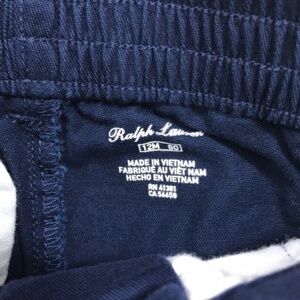 Ralph Lauren
12M 80
MADE IN VIETNAM
FABRIQUÉ AU VIÊT NAM
HECHO EN VIETNAM
RN 41381
CA 56658